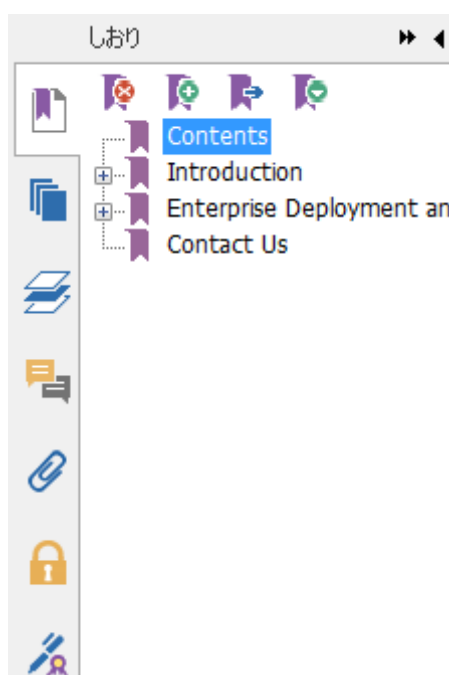 しおり
Contents
Introduction
Enterprise Deployment an
Contact Us